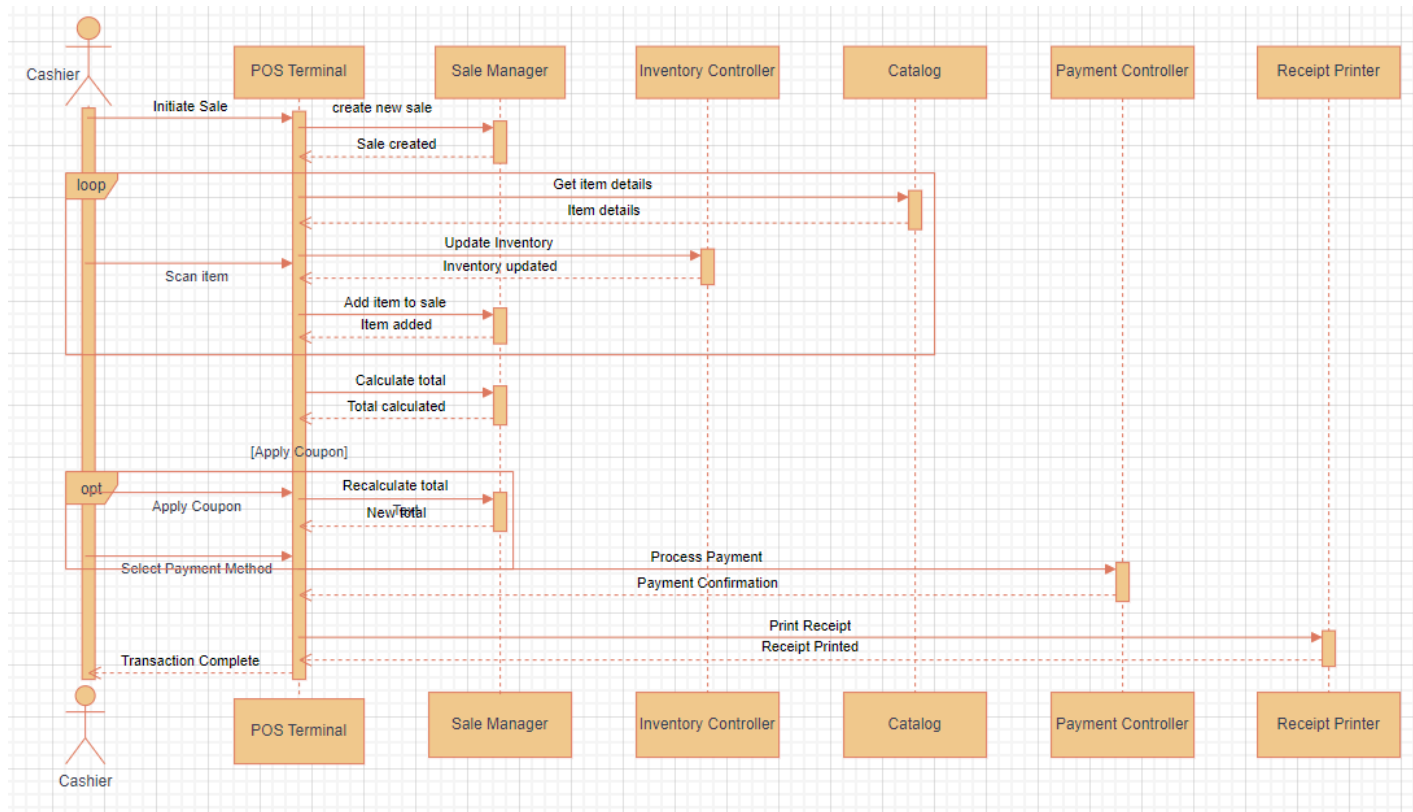 Cashier
POS Terminal
Sale Manager
Inventory Controller
Catalog
Payment Controller
Receipt Printer
Initiate Sale
create new sale
Sale created
loop
Get item details
Item details
Update Inventory
Scan item
Inventory updated
Add item to sale
Item added
Calculate total
Total calculated
[Apply Coupon]
opt
Apply Coupon
Recalculate total
Text
New total
Select Payment Method
Process Payment
Payment Confirmation
Print Receipt
Receipt Printed
Transaction Complete
Cashier
POS Terminal
Sale Manager
Inventory Controller
Catalog
Payment Controller
Receipt Printer